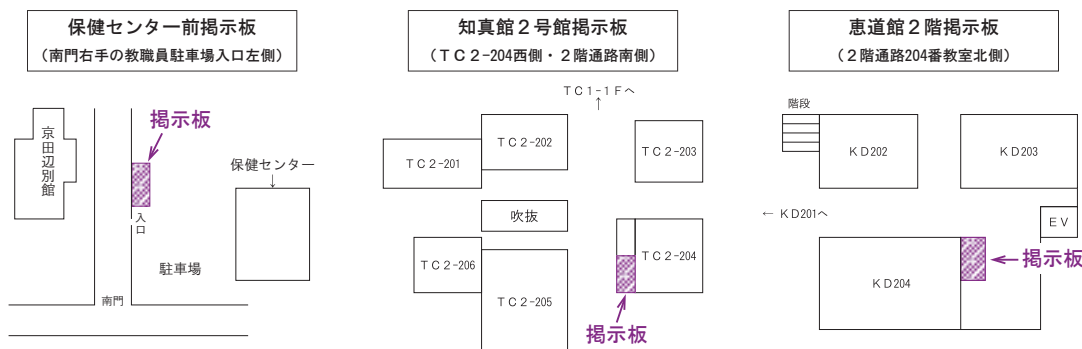 保健センター前掲示板
（南門右手の教職員駐車場入口左側）
京田辺別館
掲示板
保健センター
↓
入口
駐車場
南門
知真館２号館掲示板
（ＴＣ２-204西側・２階通路南側）
ＴＣ1-1Ｆへ
↑
ＴＣ２-202
ＴＣ２-201
ＴＣ２-203
吹抜
ＴＣ２-206
ＴＣ２-204
ＴＣ２-205
掲示板
恵道館２階掲示板
（２階通路204番教室北側）
階段
ＫＤ202
ＫＤ203
← ＫＤ201へ
ＥＶ
掲示板
ＫＤ204